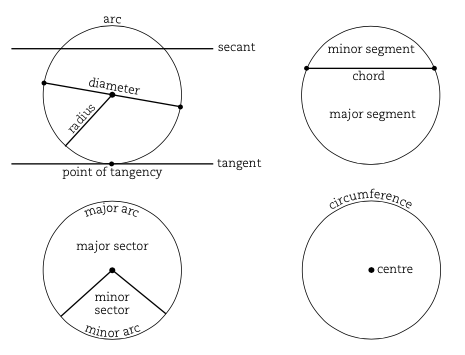 arc
secant
diameter
radius
tangent
point of tangency
minor segment
chord
major segment
major arc
major sector
minor
sector
minor arc
circumference
centre